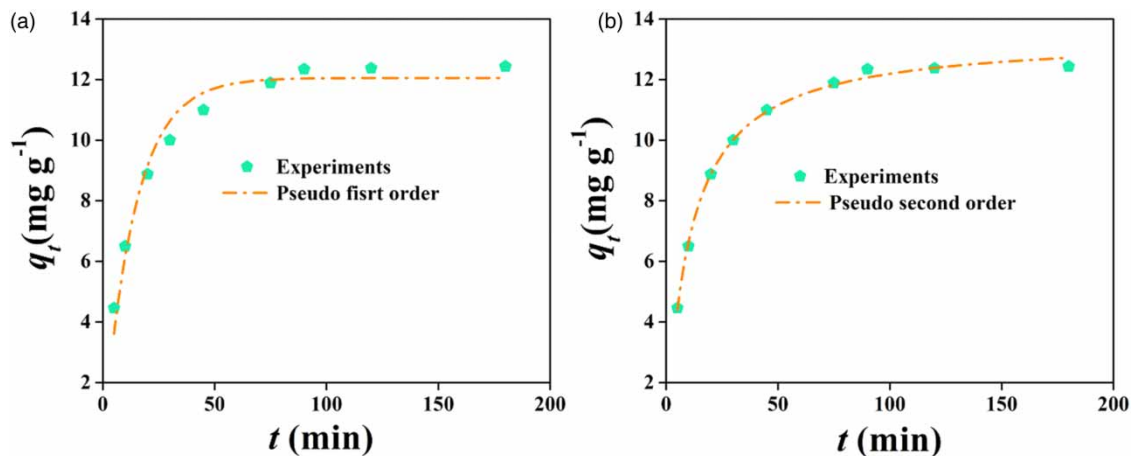 (a)
14
12
10
8
6
4
2
qt(mg g-1)
Experiments
Pseudo fisrt order
0
50
100
150
200
t (min)
(b)
14
12
10
8
6
4
2
qt(mg g-1)
Experiments
Pseudo second order
0
50
100
150
200
t (min)